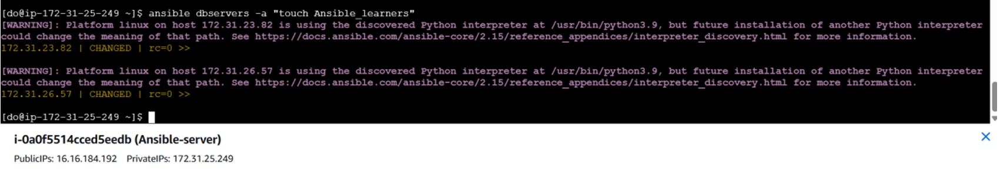 [do@ip-172-31-25-249 ~]$ ansible dbservers -a "touch Ansible_learners"
[WARNING]: Platform linux on host 172.31.23.82 is using the discovered Python interpreter at /usr/bin/python3.9, but future installation of another Python interpreter
could change the meaning of that path. See https://docs.ansible.com/ansible-core/2.15/reference_appendices/interpreter_discovery.html for more information.
172.31.23.82 | CHANGED | rc=0 >>
[WARNING]: Platform linux on host 172.31.26.57 is using the discovered Python interpreter at /usr/bin/python3.9, but future installation of another Python interpreter
could change the meaning of that path. See https://docs.ansible.com/ansible-core/2.15/reference_appendices/interpreter_discovery.html for more information.
172.31.26.57 | CHANGED | rc=0 >>
[do@ip-172-31-25-249 ~]$
i-0a0f5514cced5eedb (Ansible-server)
PublicIPs: 16.16.184.192 PrivateIPs: 172.31.25.249